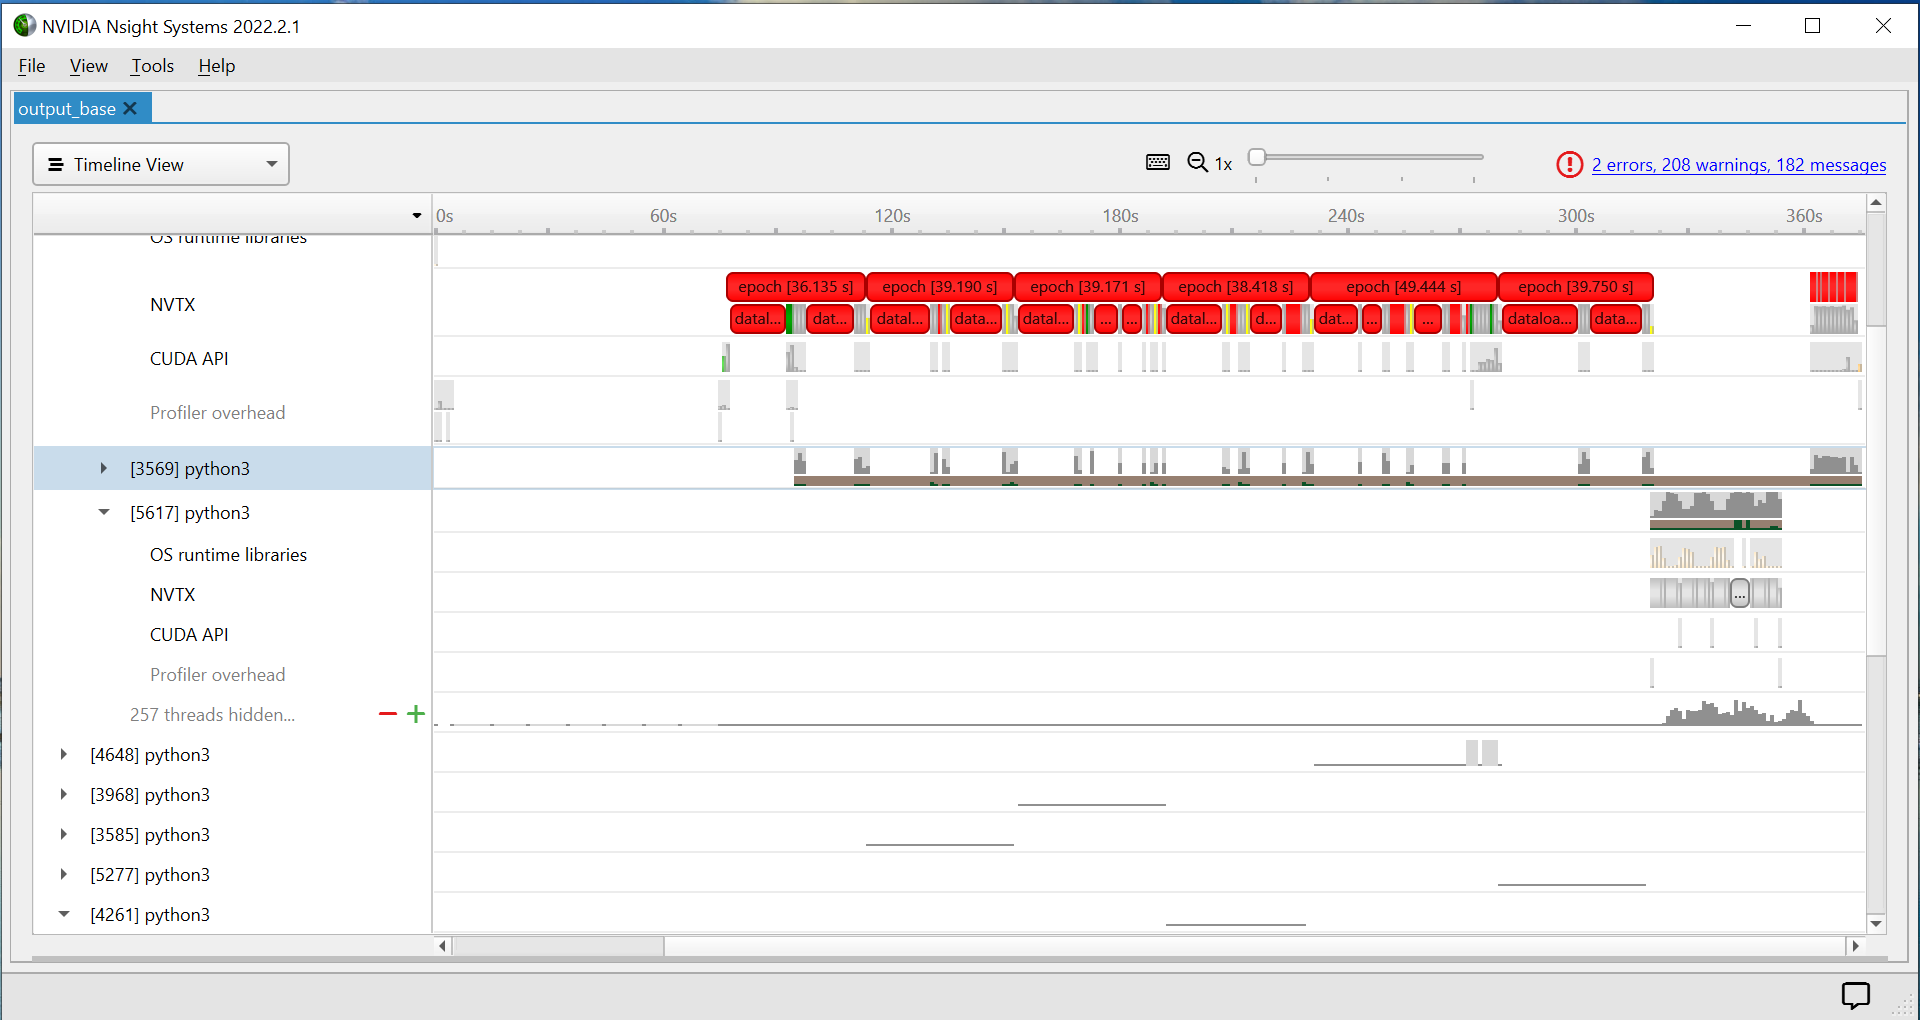 NVIDIA Nsight Systems 2022.2.1
File View Tools Help
output_base
Timeline View
1x
2 errors, 208 warnings, 182 messages
0s 60s 120s 180s 240s 300s 360s
OS runtime libraries
epoch [36.135 s] epoch [39.190 s] epoch [39.171 s] epoch [38.418 s] epoch [49.444 s] epoch [39.750 s]
NVTX
datal... dat... datal... data... datal... ... ... datal... d... dat... ... ... dataloa... data...
CUDA API
Profiler overhead
[3569] python3
[5617] python3
OS runtime libraries
NVTX
...
CUDA API
Profiler overhead
257 threads hidden...
[4648] python3
[3968] python3
[3585] python3
[5277] python3
[4261] python3